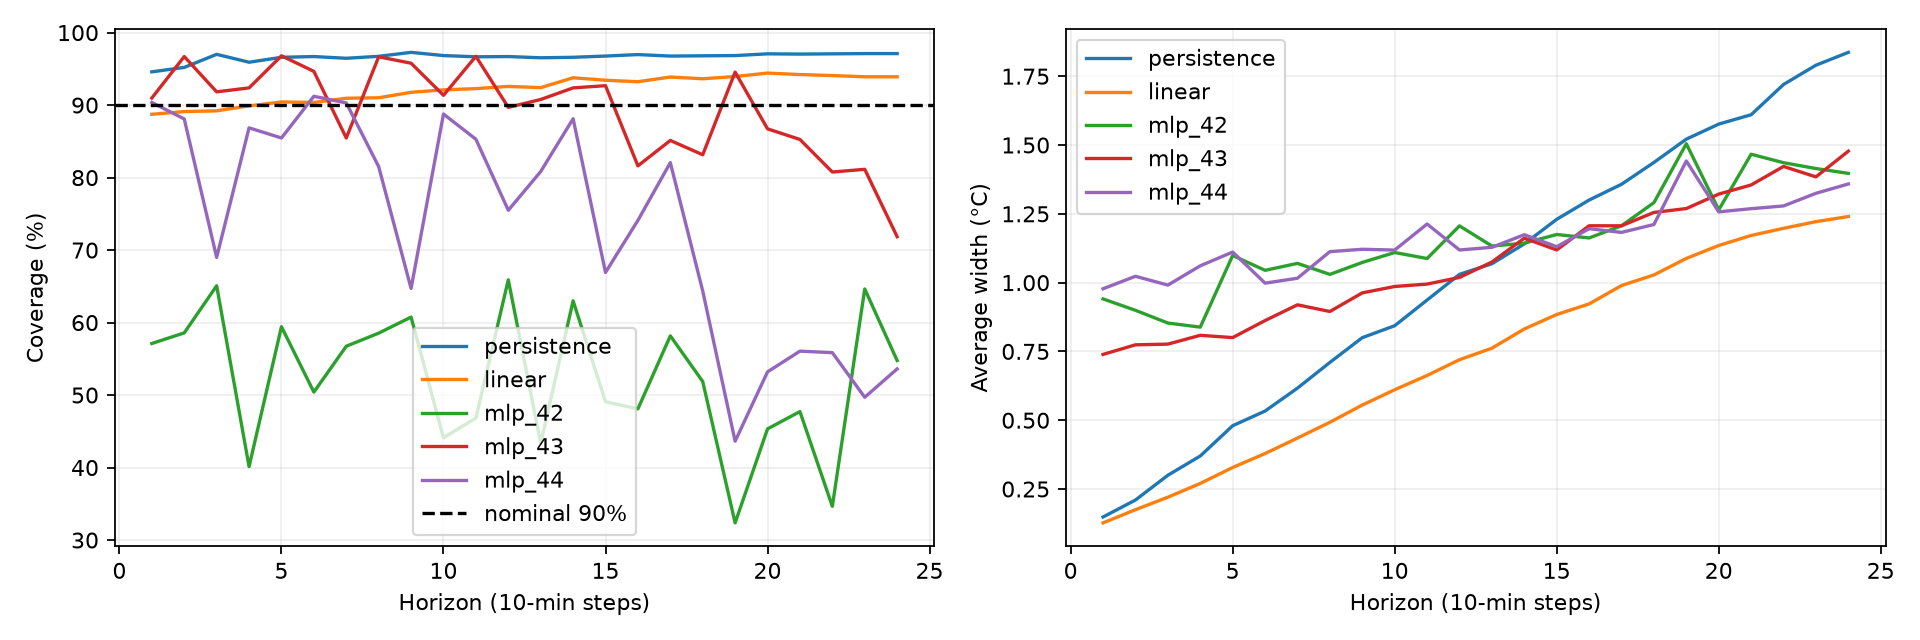 100
90
80
70
60
50
40
30
Coverage (%)
persistence
linear
mlp_42
mlp_43
mlp_44
nominal 90%
0
5
10
15
20
25
Horizon (10-min steps)
1.75
1.50
1.25
1.00
0.75
0.50
0.25
Average width (°C)
persistence
linear
mlp_42
mlp_43
mlp_44
0
5
10
15
20
25
Horizon (10-min steps)